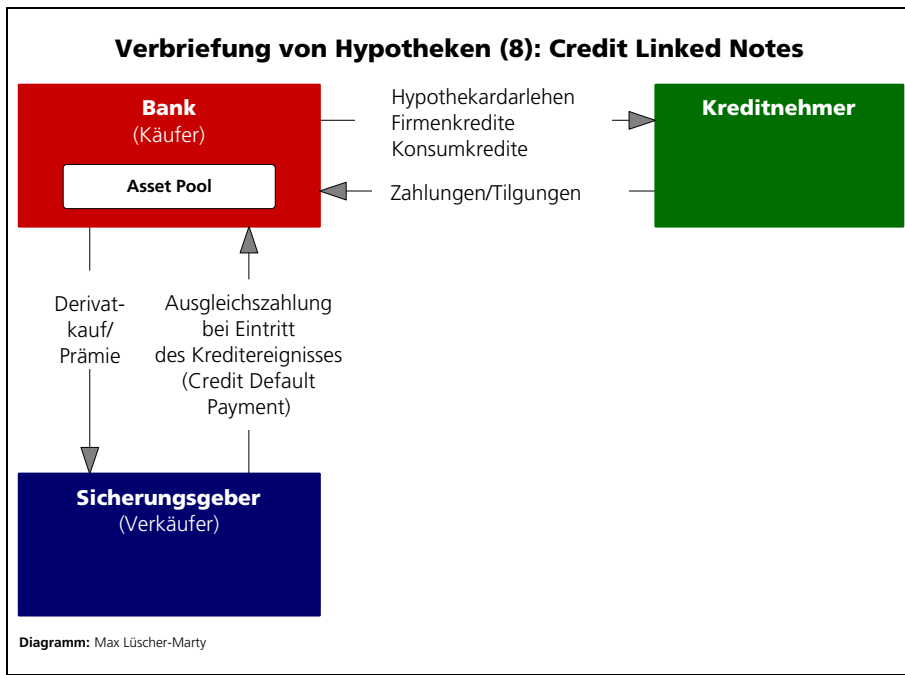 Verbriefung von Hypotheken (8): Credit Linked Notes
Bank
(Käufer)
Asset Pool
Hypothekardarlehen
Firmenkredite
Konsumkredite
Zahlungen/Tilgungen
Kreditnehmer
Derivat-
kauf/
Prämie
Ausgleichszahlung
bei Eintritt
des Kreditereignisses
(Credit Default
Payment)
Sicherungsgeber
(Verkäufer)
Diagramm: Max Lüscher-Marty